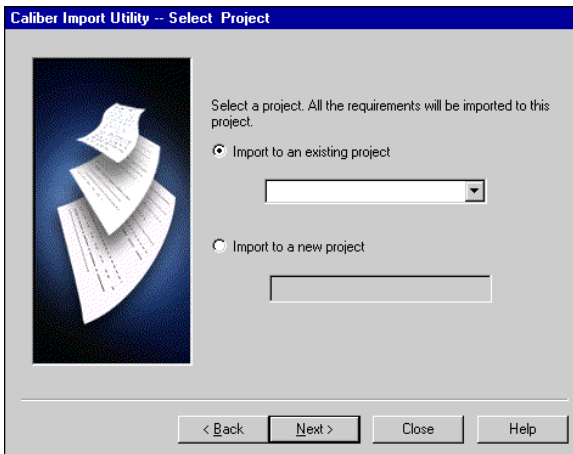 Caliber Import Utility -- Select Project
Select a project. All the requirements will be imported to this
project.
Import to an existing project
Import to a new project
< Back
Next >
Close
Help